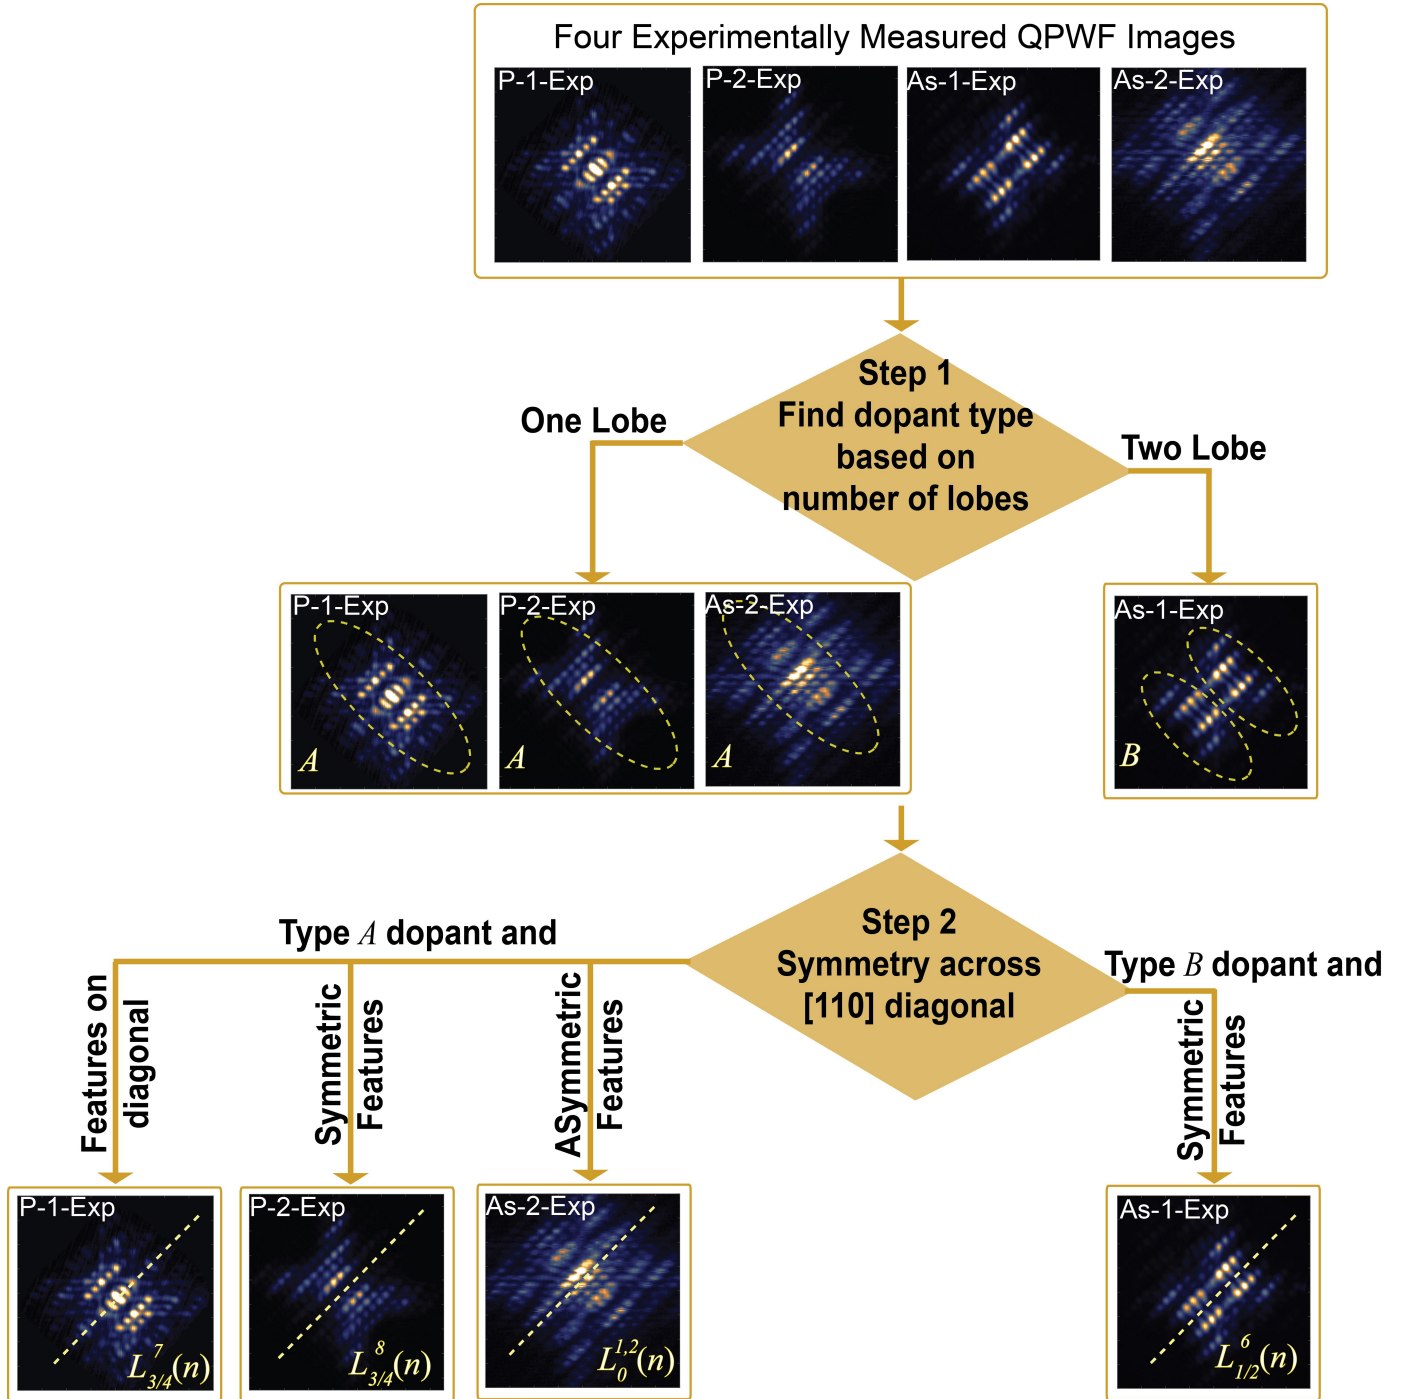 Four Experimentally Measured QPWF Images
P-1-Exp
P-2-Exp
As-1-Exp
As-2-Exp
Step 1
Find dopant type
based on
number of lobes
One Lobe
Two Lobe
P-1-Exp
A
P-2-Exp
A
As-2-Exp
A
As-1-Exp
B
Step 2
Symmetry across
[110] diagonal
Type A dopant and
Type B dopant and
Features on
diagonal
Symmetric
Features
ASymmetric
Features
Symmetric
Features
P-1-Exp
L_{3/4}^{7}(n)
P-2-Exp
L_{3/4}^{8}(n)
As-2-Exp
L_{0}^{1,2}(n)
As-1-Exp
L_{1/2}^{6}(n)